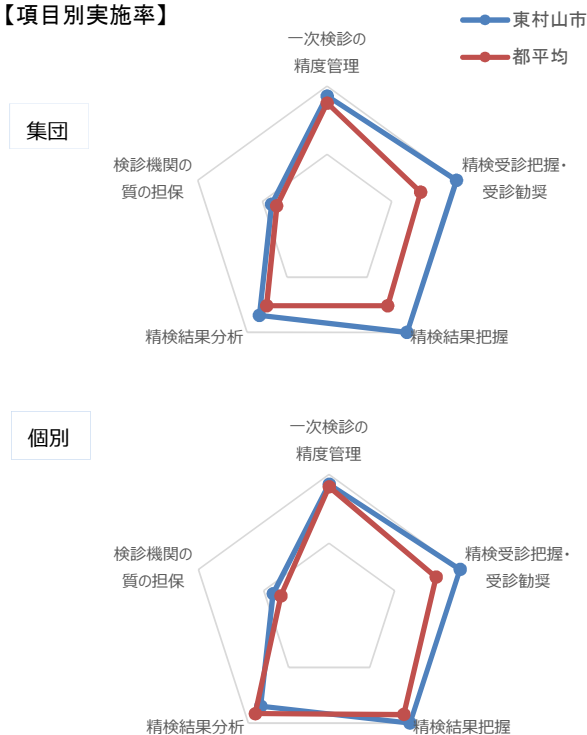 【項目別実施率】
東村山市
都平均
集団
一次検診の
精度管理
精検受診把握・
受診勧奨
精検結果把握
精検結果分析
検診機関の
質の担保
個別
一次検診の
精度管理
精検受診把握・
受診勧奨
精検結果把握
精検結果分析
検診機関の
質の担保